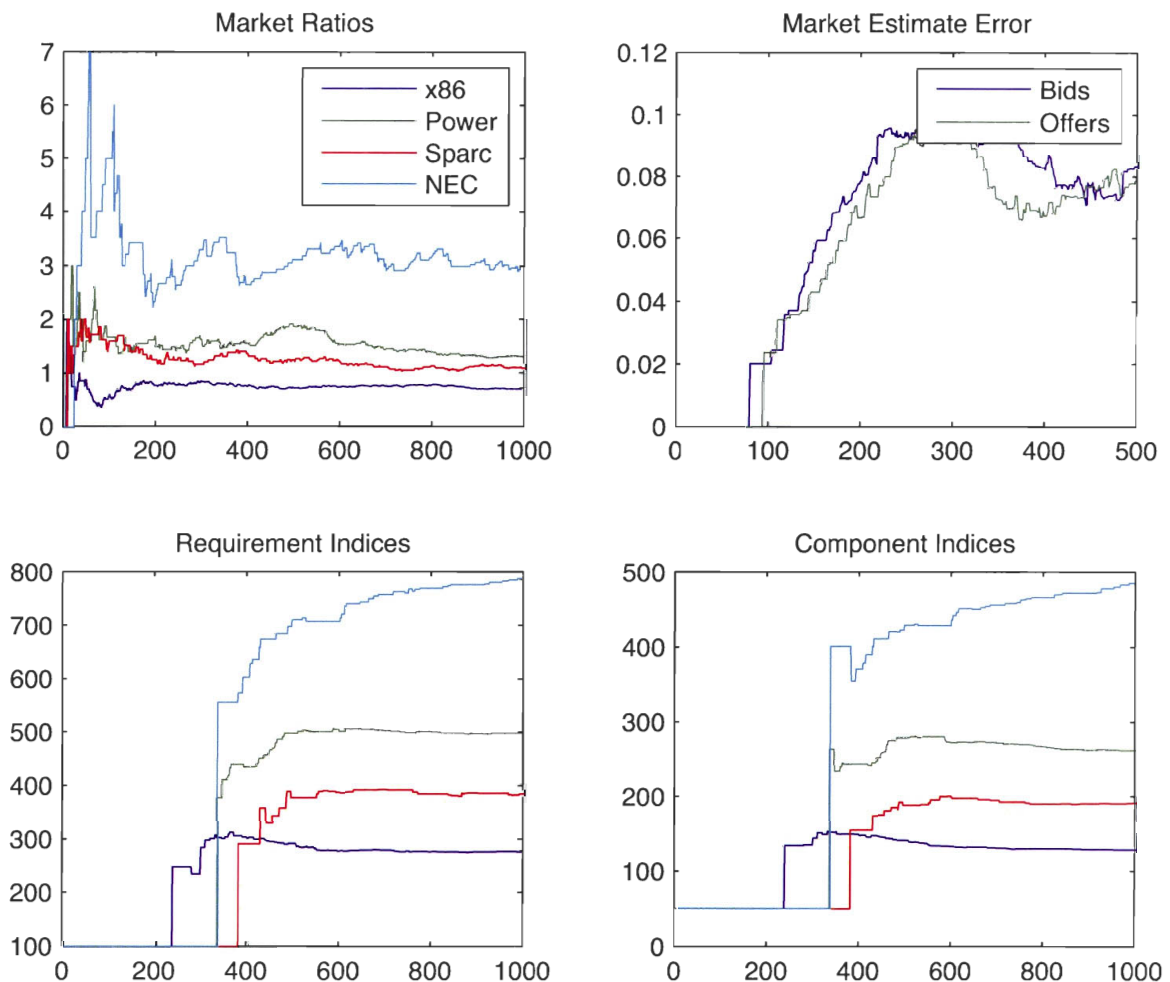 Market Ratios
7
6
5
4
3
2
1
0
0 200 400 600 800 1000
x86
Power
Sparc
NEC
Market Estimate Error
0.12
0.1
0.08
0.06
0.04
0.02
0
0 100 200 300 400 500
Bids
Offers
Requirement Indices
800
700
600
500
400
300
200
100
0 200 400 600 800 1000
Component Indices
500
400
300
200
100
0
0 200 400 600 800 1000